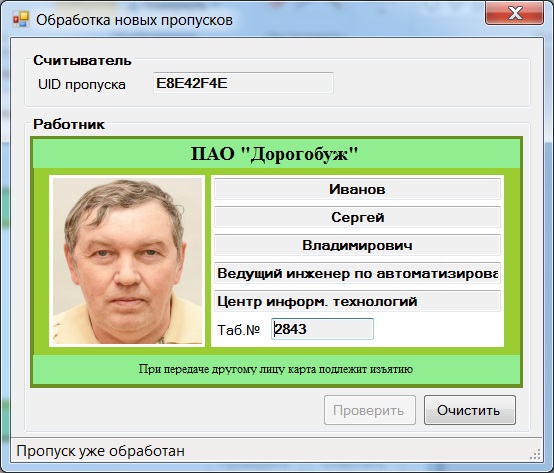 Обработка новых пропусков
Считыватель
UID пропуска E8E42F4E
Работник
ПАО "Дорогобуж"
Иванов
Сергей
Владимирович
Ведущий инженер по автоматизирова
Центр информ. технологий
Таб.№ 2843
При передаче другому лицу карта подлежит изъятию
Проверить Очистить
Пропуск уже обработан